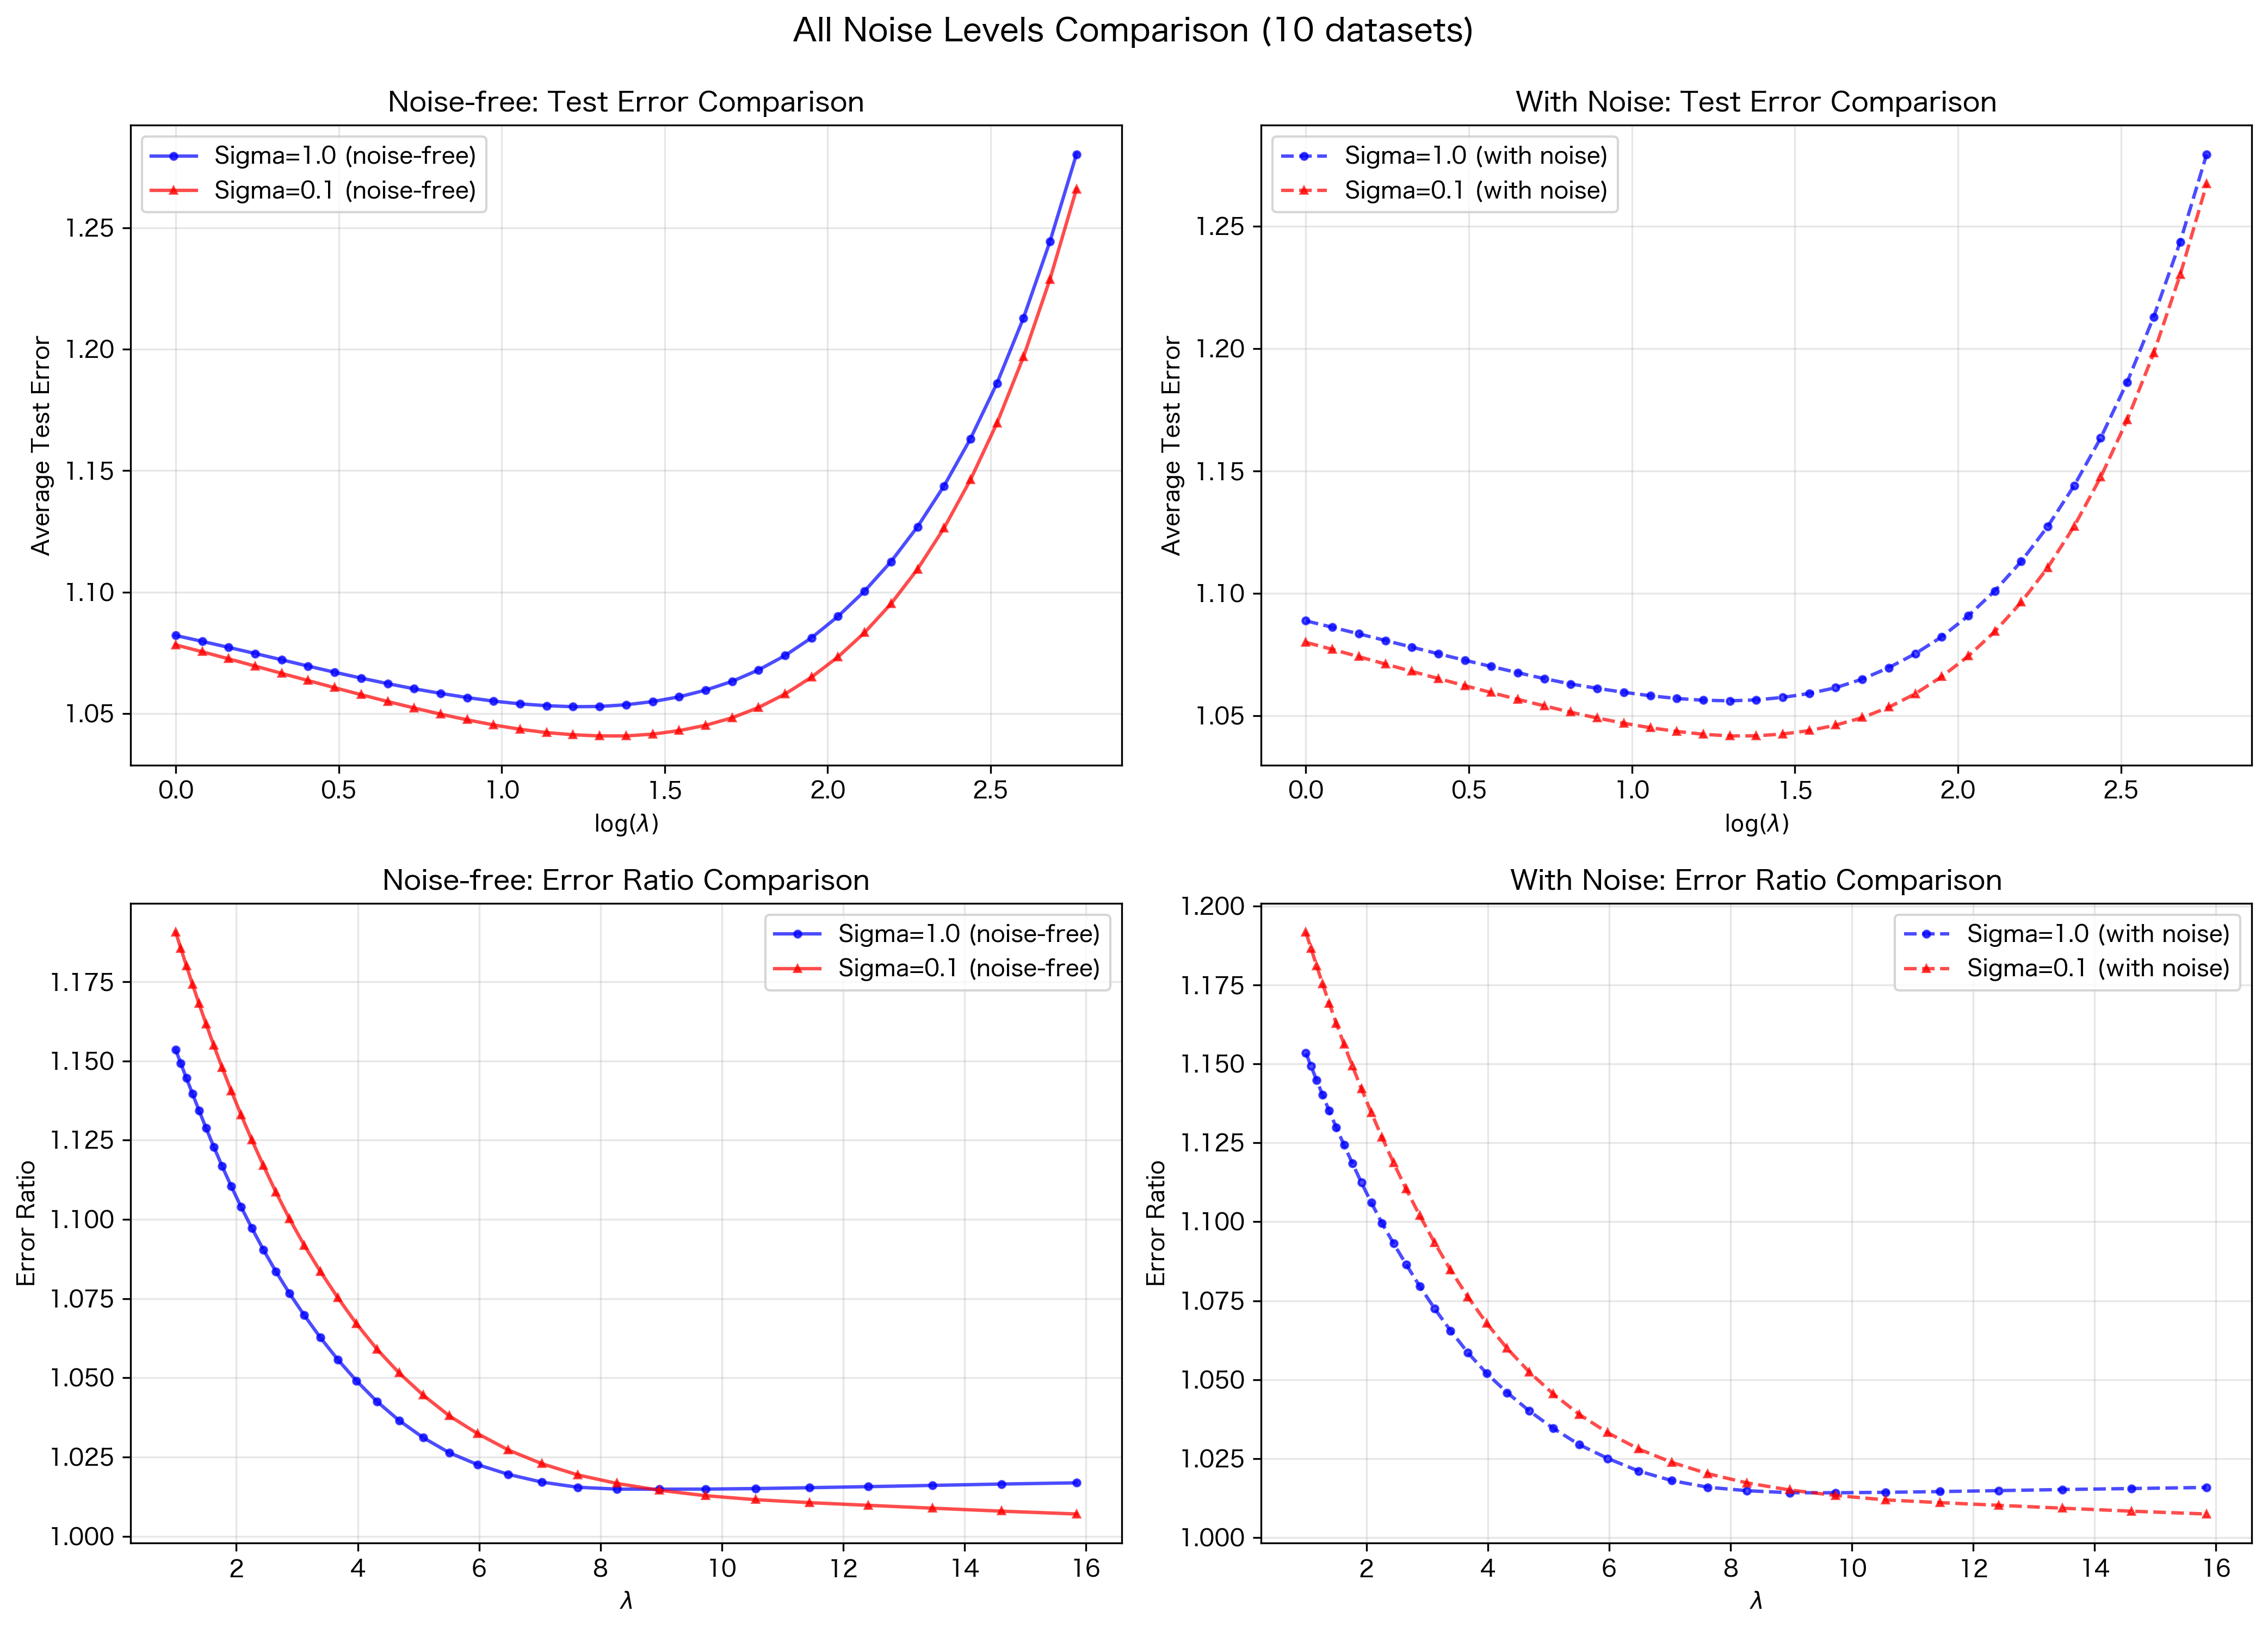 All Noise Levels Comparison (10 datasets)
Noise-free: Test Error Comparison
Sigma=1.0 (noise-free)
Sigma=0.1 (noise-free)
Average Test Error
1.25
1.20
1.15
1.10
1.05
0.0 0.5 1.0 1.5 2.0 2.5
log(λ)
With Noise: Test Error Comparison
Sigma=1.0 (with noise)
Sigma=0.1 (with noise)
Average Test Error
1.25
1.20
1.15
1.10
1.05
0.0 0.5 1.0 1.5 2.0 2.5
log(λ)
Noise-free: Error Ratio Comparison
Sigma=1.0 (noise-free)
Sigma=0.1 (noise-free)
Error Ratio
1.175
1.150
1.125
1.100
1.075
1.050
1.025
1.000
2 4 6 8 10 12 14 16
λ
With Noise: Error Ratio Comparison
Sigma=1.0 (with noise)
Sigma=0.1 (with noise)
Error Ratio
1.200
1.175
1.150
1.125
1.100
1.075
1.050
1.025
1.000
2 4 6 8 10 12 14 16
λ